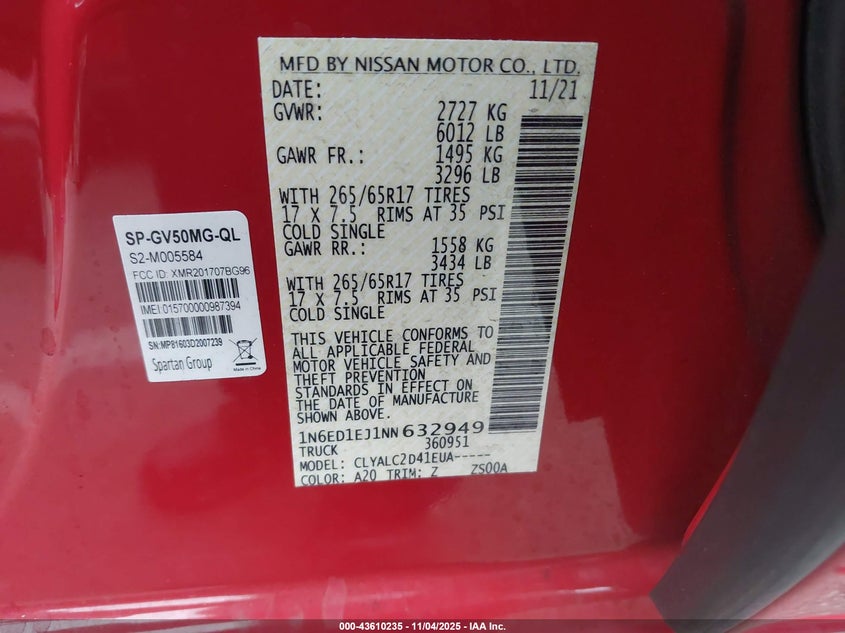 MFD BY NISSAN MOTOR CO., LTD.
DATE: 11/21
GVWR: 2727 KG
6012 LB
GAWR FR.: 1495 KG
3296 LB
WITH 265/65R17 TIRES
17 X 7.5 RIMS AT 35 PSI
COLD SINGLE
GAWR RR.: 1558 KG
3434 LB
WITH 265/65R17 TIRES
17 X 7.5 RIMS AT 35 PSI
COLD SINGLE
THIS VEHICLE CONFORMS TO
ALL APPLICABLE FEDERAL
MOTOR VEHICLE SAFETY AND
THEFT PREVENTION
STANDARDS IN EFFECT ON
THE DATE OF MANUFACTURE
SHOWN ABOVE.
1N6ED1EJ1NN632949
TRUCK 360951
MODEL: CLYALC2D41EUA-----
COLOR: A20 TRIM: Z ZS00A
SP-GV50MG-QL
S2-M005584
FCC ID: XMR201707BG96
IMEI:015700000987394
SN:MP81603D2007239
Spartan Group
Made in China
000-43610235 - 11/04/2025 - IAA Inc.